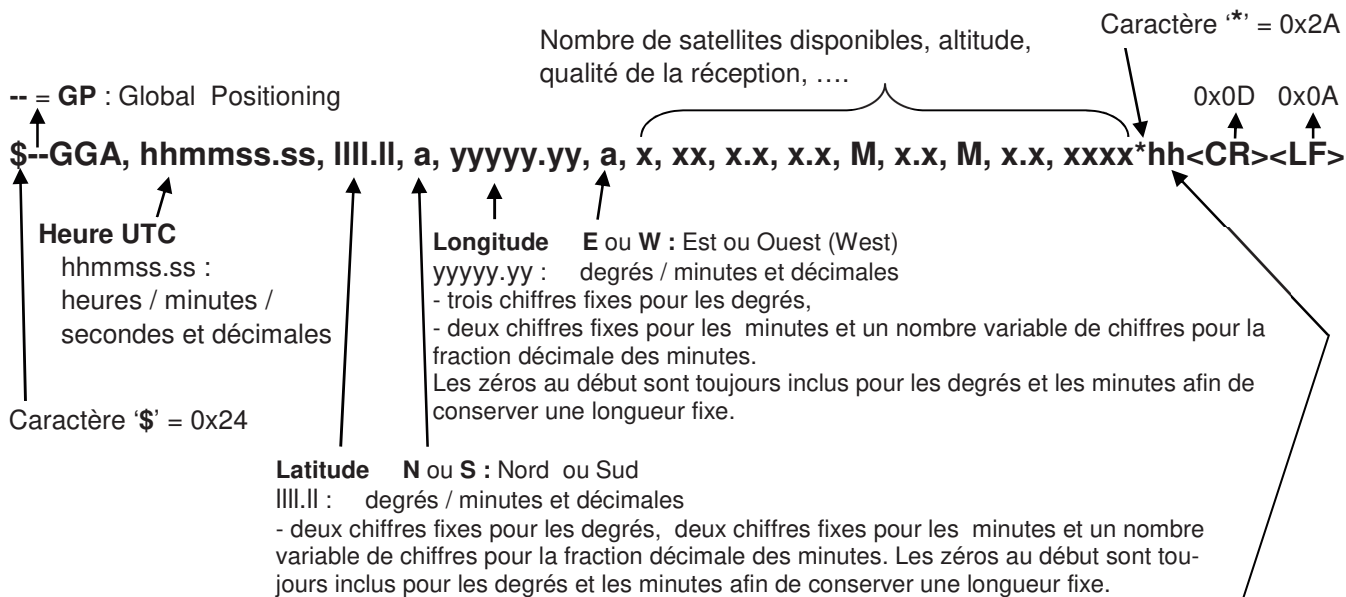 Caractère ‘*’ = 0x2A
Nombre de satellites disponibles, altitude,
qualité de la réception, ….
-- = GP : Global Positioning
0x0D 0x0A
$--GGA, hhmmss.ss, llll.ll, a, yyyyy.yy, a, x, xx, x.x, x.x, M, x.x, M, x.x, xxxx*hh<CR><LF>
Heure UTC
hhmmss.ss :
heures / minutes /
secondes et décimales
Longitude E ou W : Est ou Ouest (West)
yyyyy.yy : degrés / minutes et décimales
- trois chiffres fixes pour les degrés,
- deux chiffres fixes pour les minutes et un nombre variable de chiffres pour la
fraction décimale des minutes.
Les zéros au début sont toujours inclus pour les degrés et les minutes afin de
conserver une longueur fixe.
Caractère ‘$’ = 0x24
Latitude N ou S : Nord ou Sud
llll.ll : degrés / minutes et décimales
- deux chiffres fixes pour les degrés, deux chiffres fixes pour les minutes et un nombre
variable de chiffres pour la fraction décimale des minutes. Les zéros au début sont tou-
jours inclus pour les degrés et les minutes afin de conserver une longueur fixe.